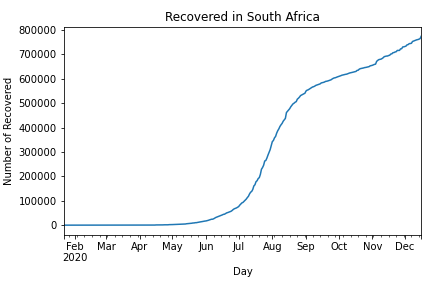 Recovered in South Africa
Number of Recovered
800000
700000
600000
500000
400000
300000
200000
100000
0
Feb Mar Apr May Jun Jul Aug Sep Oct Nov Dec
2020
Day